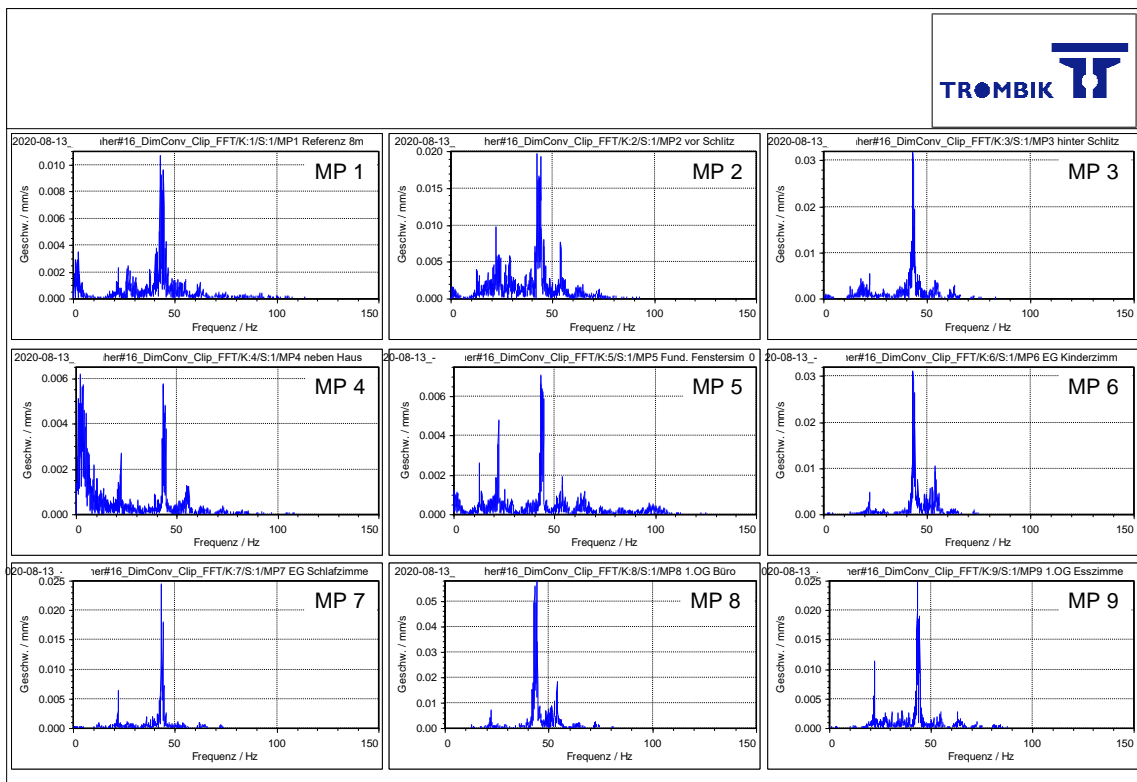 TROMBIK
2020-08-13_ her#16_DimConv_Clip_FFT/K:1/S:1/MP1 Referenz 8m
MP 1
Geschw. / mm/s
0.010
0.008
0.006
0.004
0.002
0.000
0 50 100 150
Frequenz / Hz
2020-08-13_ her#16_DimConv_Clip_FFT/K:2/S:1/MP2 vor Schlitz
MP 2
Geschw. / mm/s
0.020
0.015
0.010
0.005
0.000
0 50 100 150
Frequenz / Hz
2020-08-13_ her#16_DimConv_Clip_FFT/K:3/S:1/MP3 hinter Schlitz
MP 3
Geschw. / mm/s
0.03
0.02
0.01
0.00
0 50 100 150
Frequenz / Hz
2020-08-13_ her#16_DimConv_Clip_FFT/K:4/S:1/MP4 neben Haus
MP 4
Geschw. / mm/s
0.006
0.004
0.002
0.000
0 50 100 150
Frequenz / Hz
20-08-13_- er#16_DimConv_Clip_FFT/K:5/S:1/MP5 Fund. Fenstersim 0
MP 5
Geschw. / mm/s
0.006
0.004
0.002
0.000
0 50 100 150
Frequenz / Hz
20-08-13_- er#16_DimConv_Clip_FFT/K:6/S:1/MP6 EG Kinderzimm
MP 6
Geschw. / mm/s
0.03
0.02
0.01
0.00
0 50 100 150
Frequenz / Hz
020-08-13_- er#16_DimConv_Clip_FFT/K:7/S:1/MP7 EG Schlafzimme
MP 7
Geschw. / mm/s
0.025
0.020
0.015
0.010
0.005
0.000
0 50 100 150
Frequenz / Hz
2020-08-13_ her#16_DimConv_Clip_FFT/K:8/S:1/MP8 1.OG Büro
MP 8
Geschw. / mm/s
0.05
0.04
0.03
0.02
0.01
0.00
0 50 100 150
Frequenz / Hz
020-08-13_- er#16_DimConv_Clip_FFT/K:9/S:1/MP9 1.OG Esszimme
MP 9
Geschw. / mm/s
0.025
0.020
0.015
0.010
0.005
0.000
0 50 100 150
Frequenz / Hz